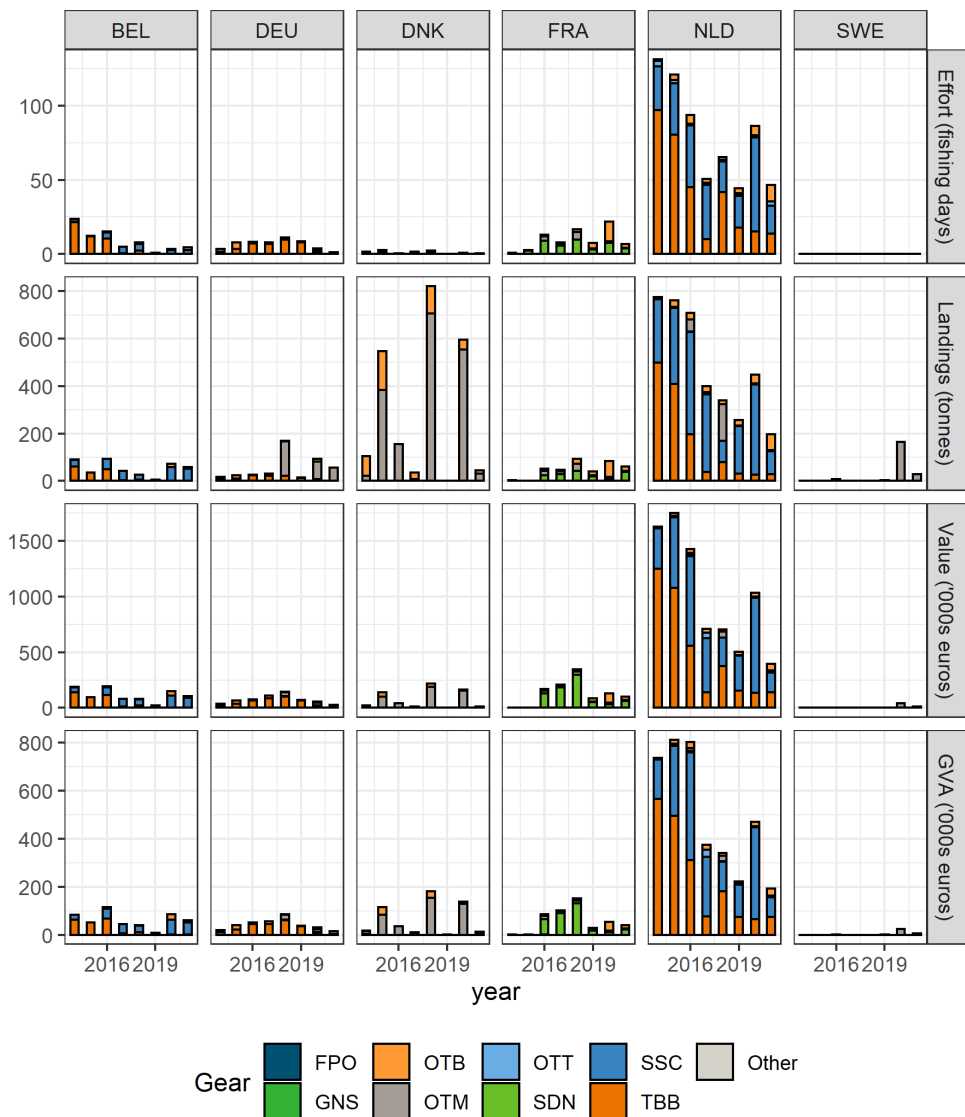 BEL DEU DNK FRA NLD SWE
100
50
0
Effort (fishing days)
800
600
400
200
0
Landings (tonnes)
1500
1000
500
0
Value ('000s euros)
800
600
400
200
0
GVA ('000s euros)
2016 2019 2016 2019 2016 2019 2016 2019 2016 2019 2016 2019
year
Gear
FPO OTB OTT SSC Other
GNS OTM SDN TBB